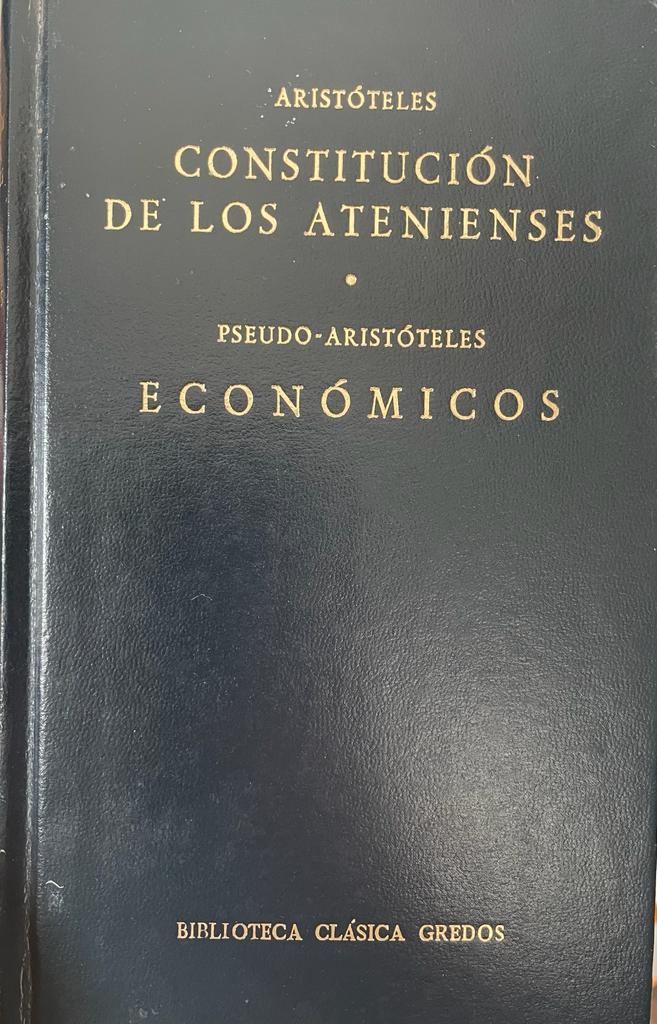 ARISTÓTELES
CONSTITUCIÓN
DE LOS ATENIENSES
PSEUDO-ARISTÓTELES
ECONÓMICOS
BIBLIOTECA CLÁSICA GREDOS